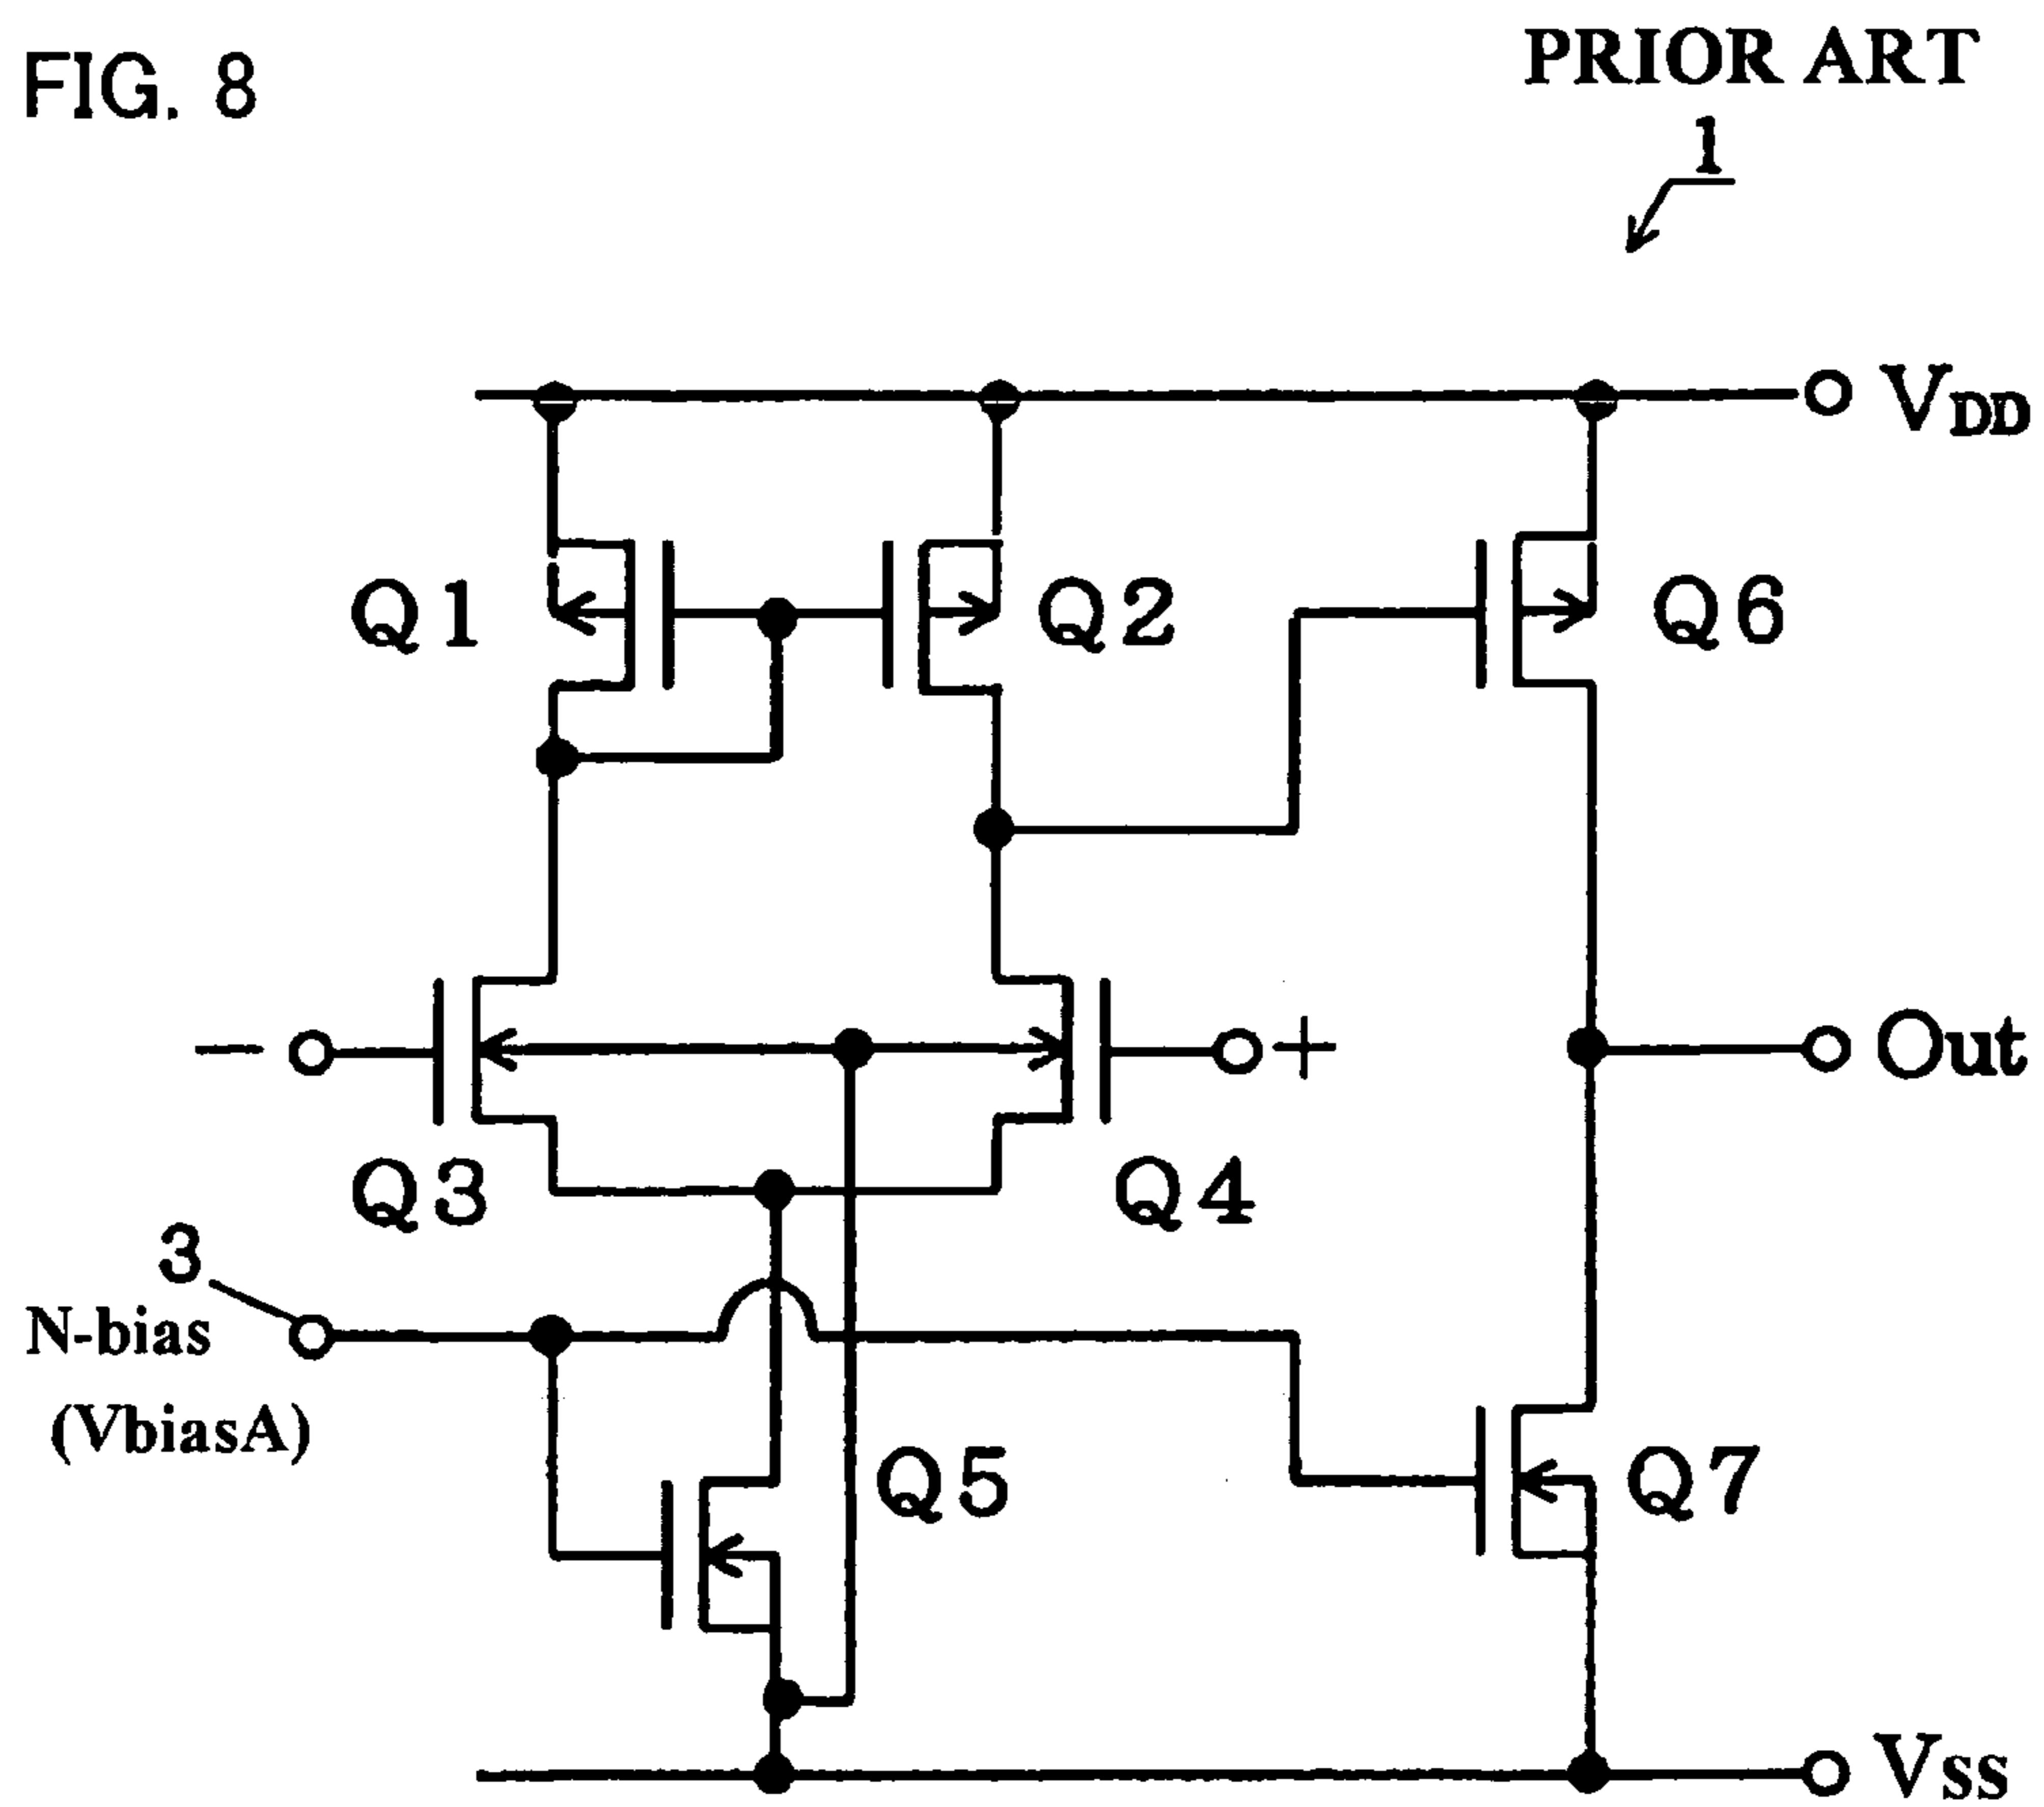 FIG. 8
PRIOR ART
1
VDD
Q1
Q2
Q6
−
+
Out
Q3
Q4
3
N-bias
(VbiasA)
Q5
Q7
VSS